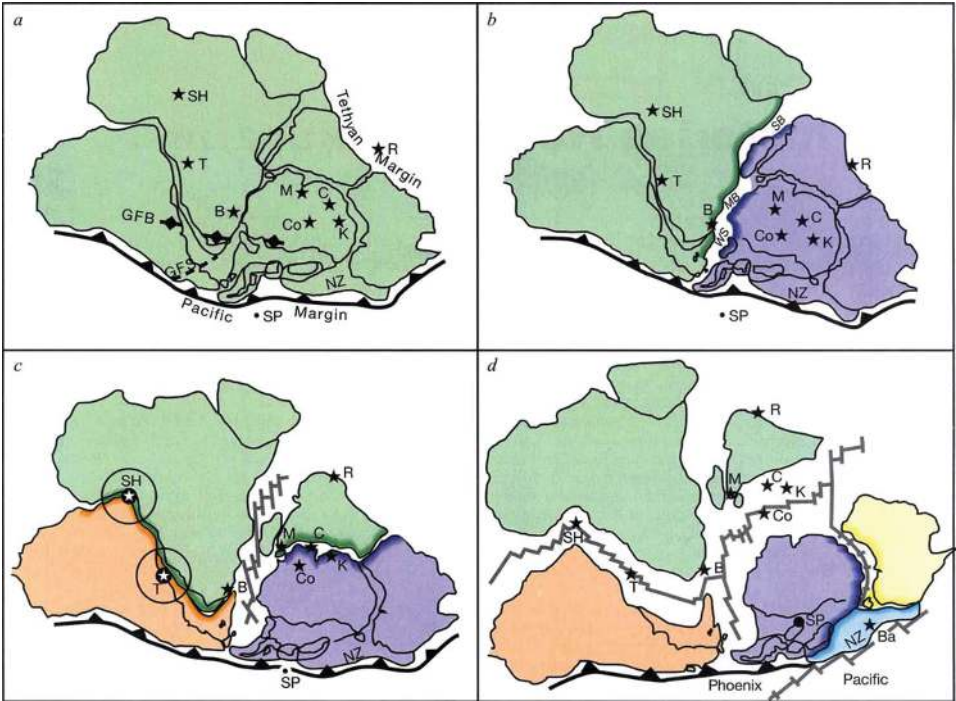 a
SH
Tethyan
Margin
R
T
M
C
GFB
B
Co
K
GFS
NZ
Pacific
Margin
SP
b
SH
SB
R
T
M
C
B
MB
Co
K
WS
NZ
SP
c
SH
R
M
C
T
B
Co
K
NZ
SP
d
R
M
C
K
Co
SH
T
B
SP
NZ
Ba
Phoenix
Pacific